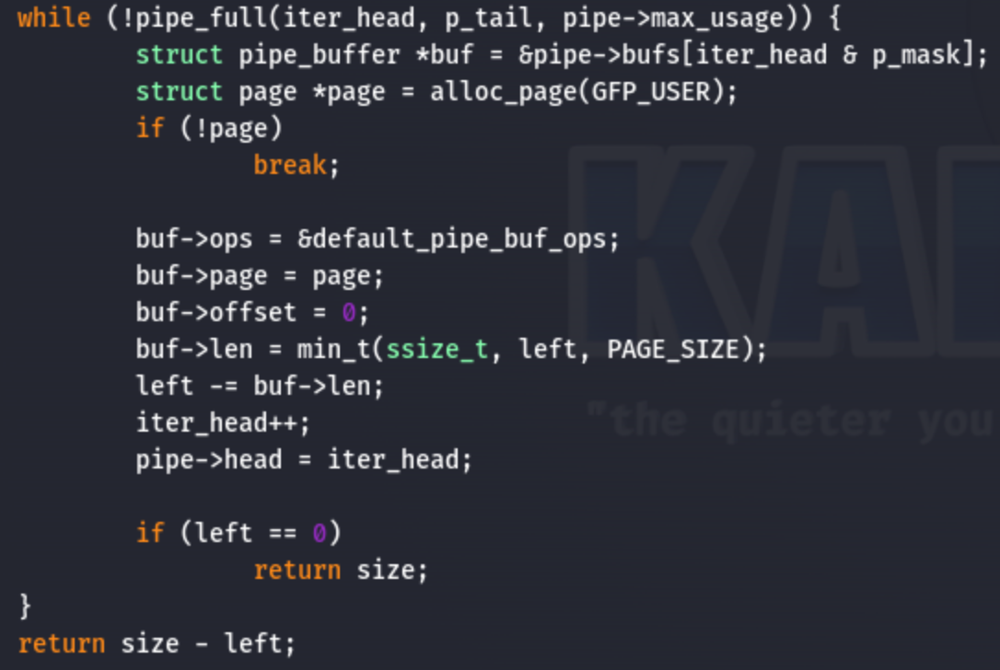 while (!pipe_full(iter_head, p_tail, pipe->max_usage)) {
        struct pipe_buffer *buf = &pipe->bufs[iter_head & p_mask];
        struct page *page = alloc_page(GFP_USER);
        if (!page)
                break;

        buf->ops = &default_pipe_buf_ops;
        buf->page = page;
        buf->offset = 0;
        buf->len = min_t(ssize_t, left, PAGE_SIZE);
        left -= buf->len;
        iter_head++;
        pipe->head = iter_head;

        if (left == 0)
                return size;
}
return size - left;
KA
"the quieter you